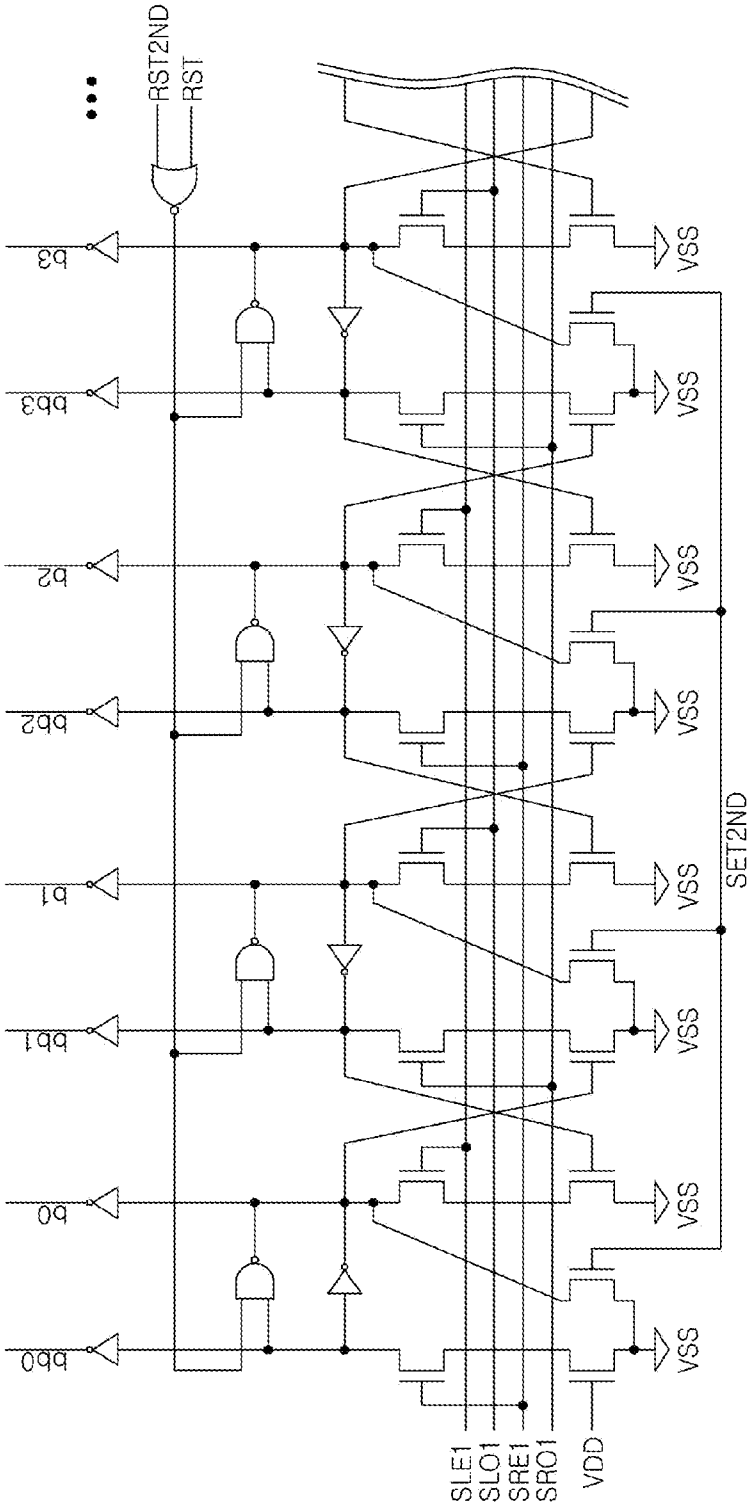 bb0
b0
bb1
b1
bb2
b2
bb3
b3
RST2ND
RST
SLE1
SLO1
SRE1
SRO1
VDD
VSS
VSS
VSS
VSS
VSS
VSS
VSS
VSS
SET2ND